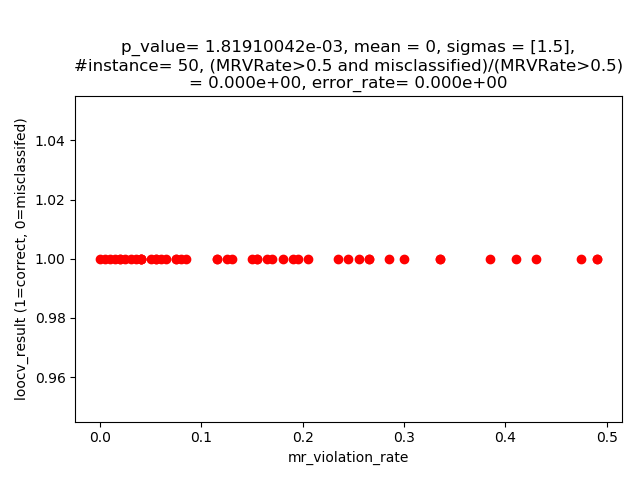 p_value= 1.81910042e-03, mean = 0, sigmas = [1.5],
#instance= 50, (MRVRate>0.5 and misclassified)/(MRVRate>0.5)
= 0.000e+00, error_rate= 0.000e+00
1.04
1.02
1.00
0.98
0.96
loocv_result (1=correct, 0=misclassifed)
0.0 0.1 0.2 0.3 0.4 0.5
mr_violation_rate